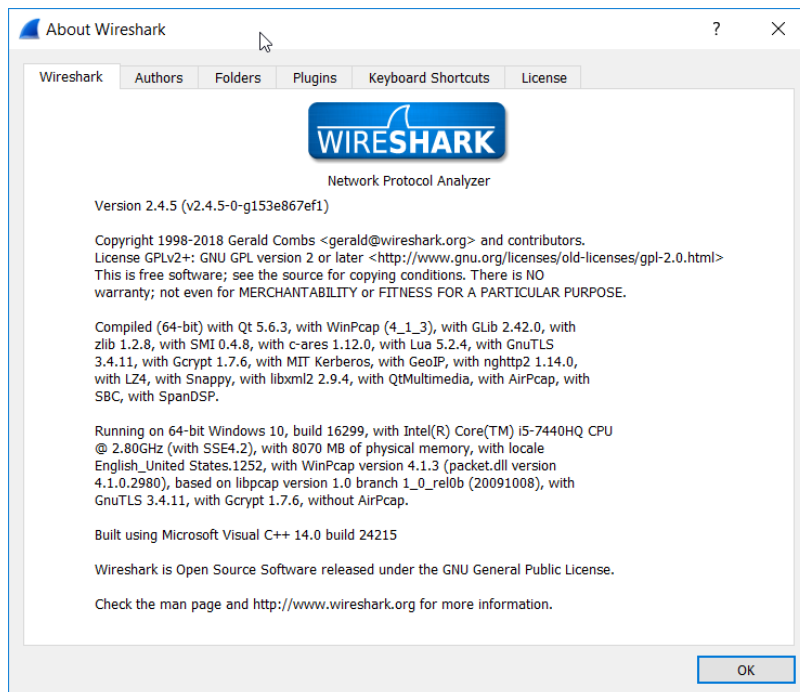 About Wireshark
?
Wireshark
Authors
Folders
Plugins
Keyboard Shortcuts
License
WIRESHARK
Network Protocol Analyzer
Version 2.4.5 (v2.4.5-0-g153e867ef1)
Copyright 1998-2018 Gerald Combs <gerald@wireshark.org> and contributors.
License GPLv2+: GNU GPL version 2 or later <http://www.gnu.org/licenses/old-licenses/gpl-2.0.html>
This is free software; see the source for copying conditions. There is NO
warranty; not even for MERCHANTABILITY or FITNESS FOR A PARTICULAR PURPOSE.
Compiled (64-bit) with Qt 5.6.3, with WinPcap (4_1_3), with GLib 2.42.0, with
zlib 1.2.8, with SMI 0.4.8, with c-ares 1.12.0, with Lua 5.2.4, with GnuTLS
3.4.11, with Gcrypt 1.7.6, with MIT Kerberos, with GeoIP, with nghttp2 1.14.0,
with LZ4, with Snappy, with libxml2 2.9.4, with QtMultimedia, with AirPcap, with
SBC, with SpanDSP.
Running on 64-bit Windows 10, build 16299, with Intel(R) Core(TM) i5-7440HQ CPU
@ 2.80GHz (with SSE4.2), with 8070 MB of physical memory, with locale
English_United States.1252, with WinPcap version 4.1.3 (packet.dll version
4.1.0.2980), based on libpcap version 1.0 branch 1_0_rel0b (20091008), with
GnuTLS 3.4.11, with Gcrypt 1.7.6, without AirPcap.
Built using Microsoft Visual C++ 14.0 build 24215
Wireshark is Open Source Software released under the GNU General Public License.
Check the man page and http://www.wireshark.org for more information.
OK